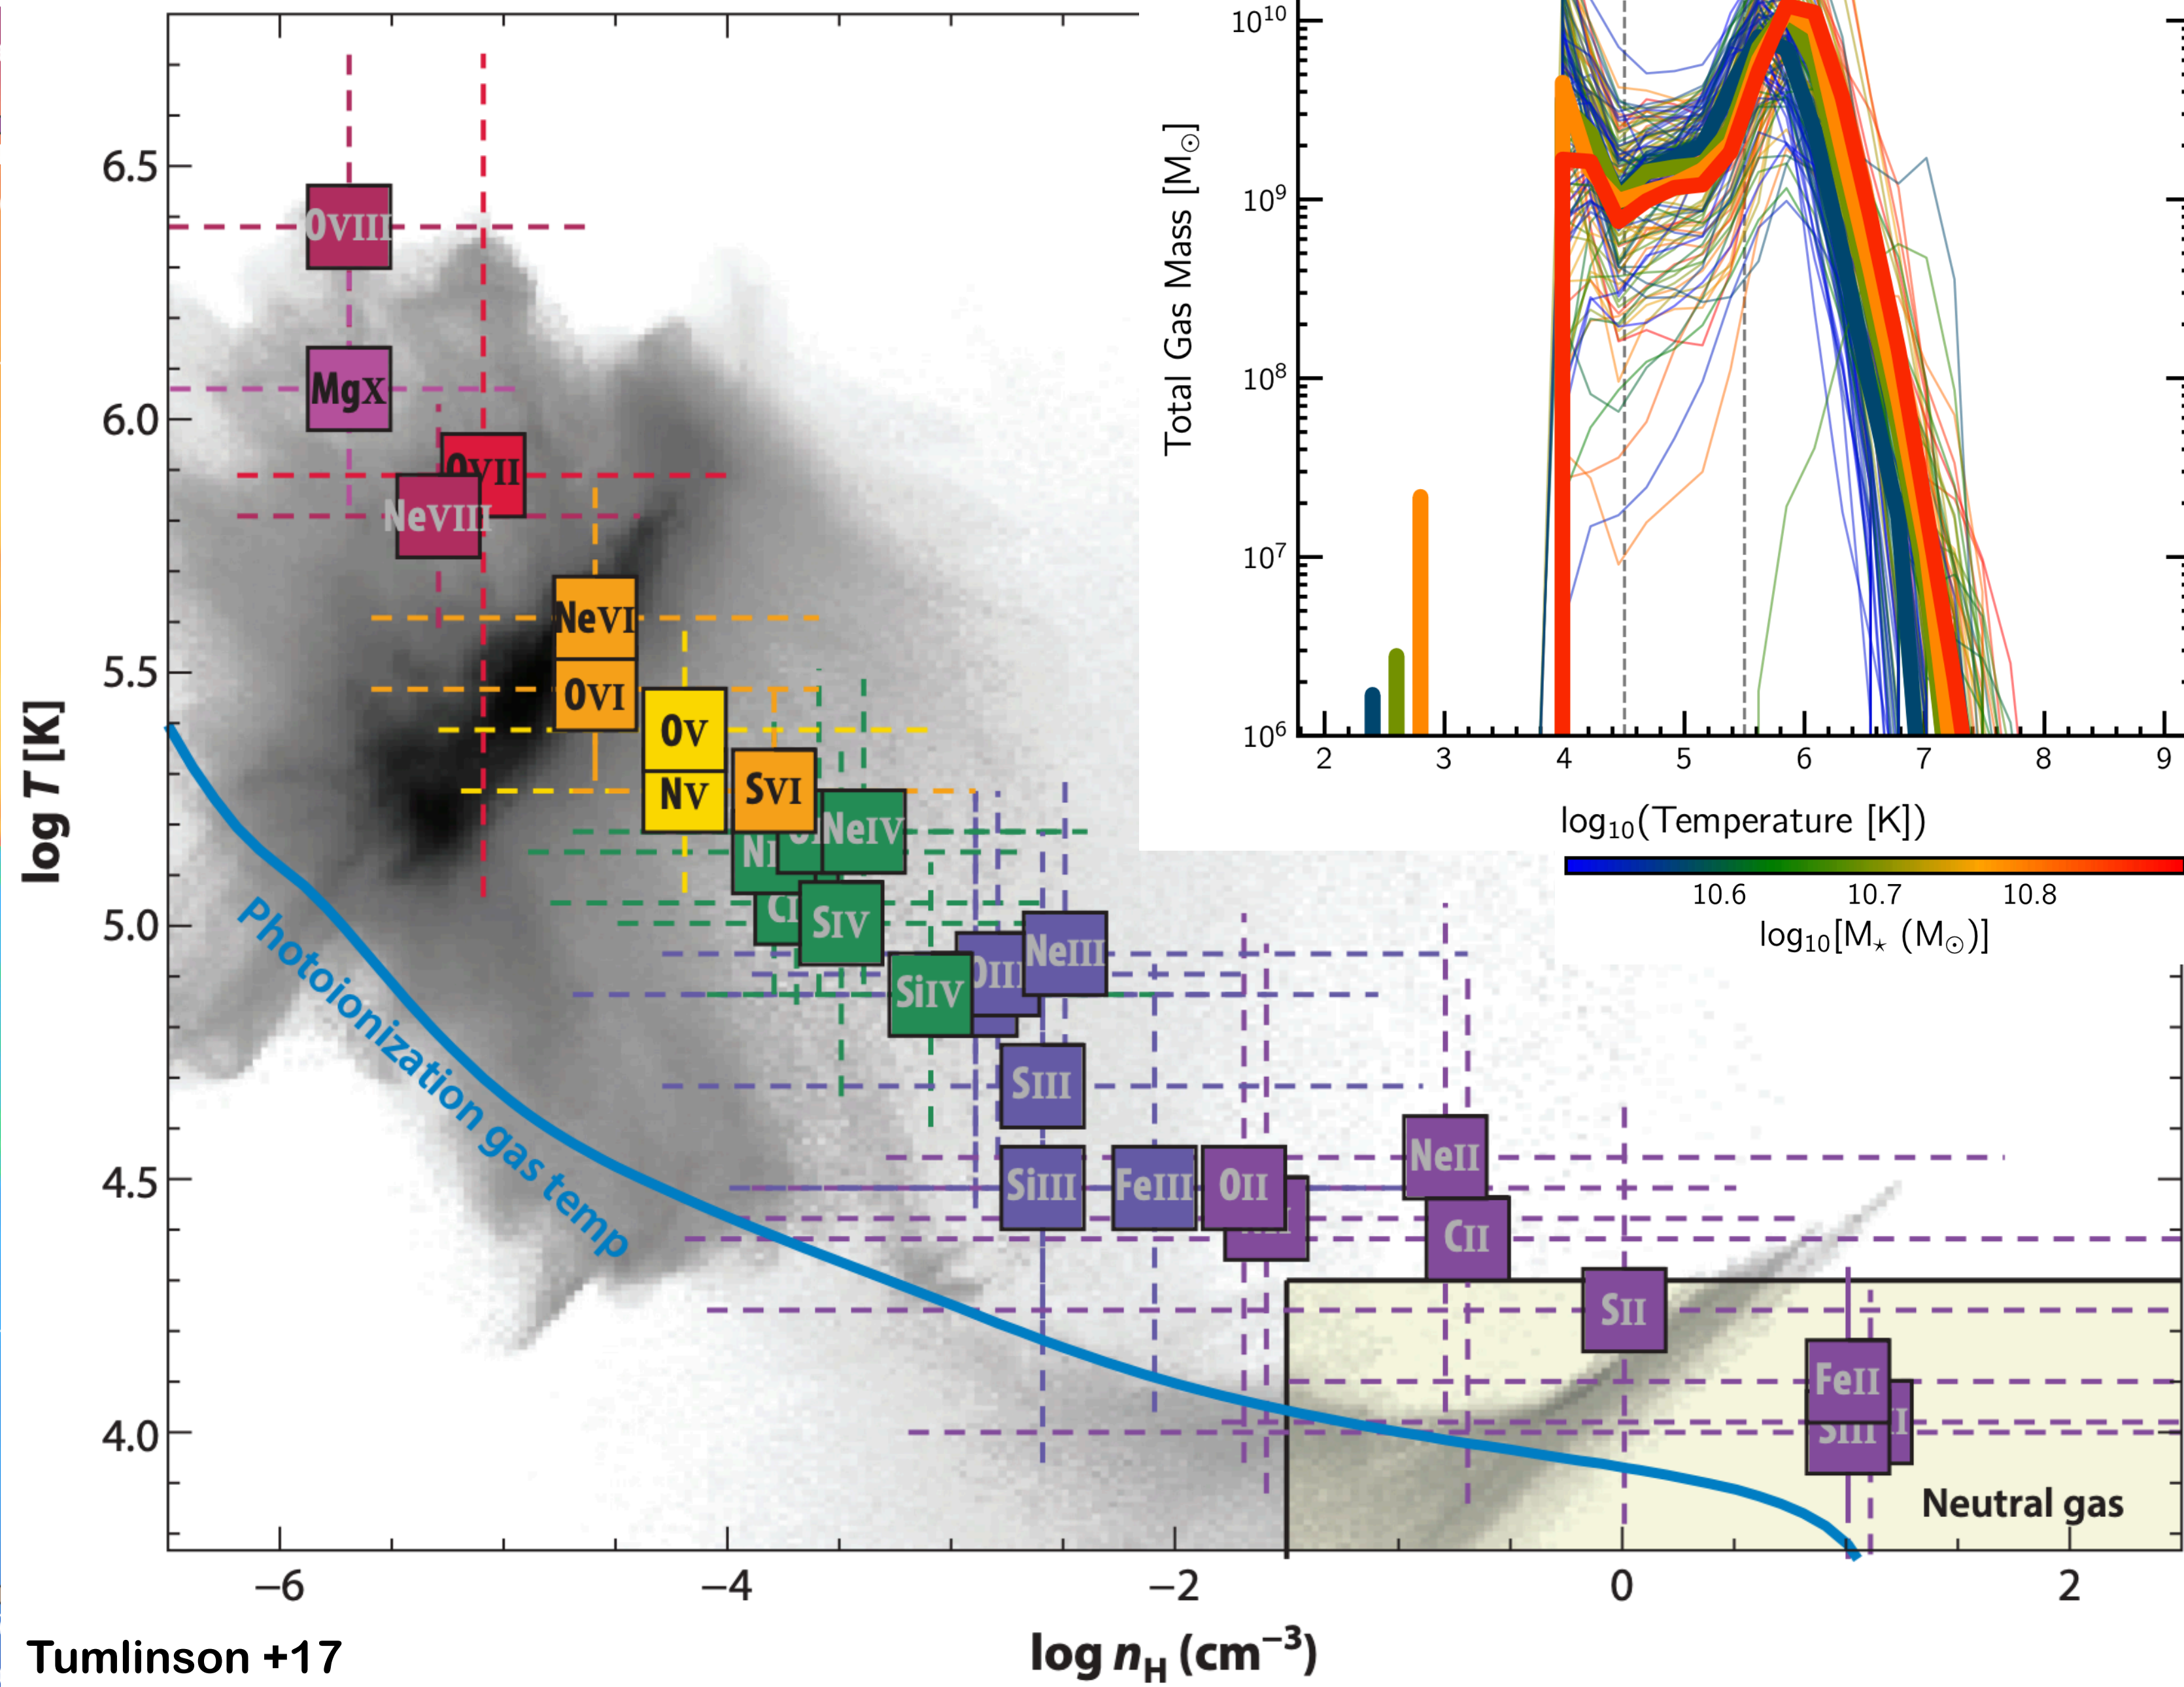 10¹⁰
10⁹
10⁸
10⁷
10⁶
Total Gas Mass [M☉]
2 3 4 5 6 7 8 9
log₁₀(Temperature [K])
10.6 10.7 10.8
log₁₀[M⋆ (M☉)]
log T [K]
6.5
6.0
5.5
5.0
4.5
4.0
OVIII
MgX
OVII
NeVIII
NeVI
OVI
OV
NV
SVI
NeIV
SIV
SiIV
NeIII
SIII
SiIII
FeIII
OII
NeII
CII
SII
FeII
Photoionization gas temp
Neutral gas
−6 −4 −2 0 2
log nH (cm⁻³)
Tumlinson +17